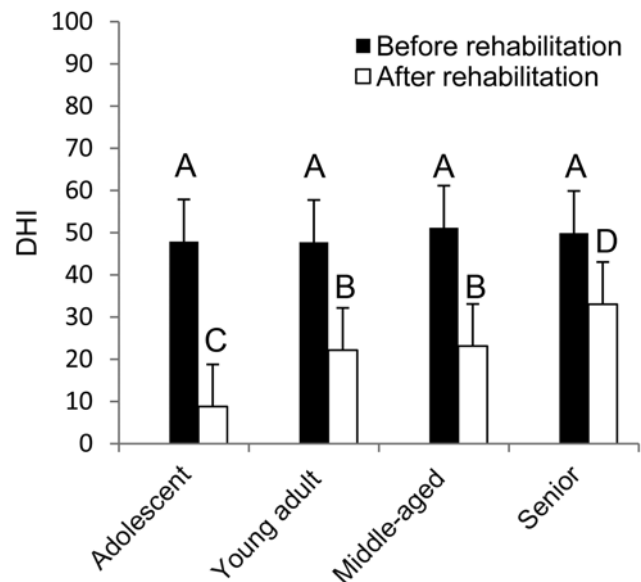 Before rehabilitation
After rehabilitation
DHI
100
90
80
70
60
50
40
30
20
10
0
A
A
A
A
C
B
B
D
Adolescent
Young adult
Middle-aged
Senior